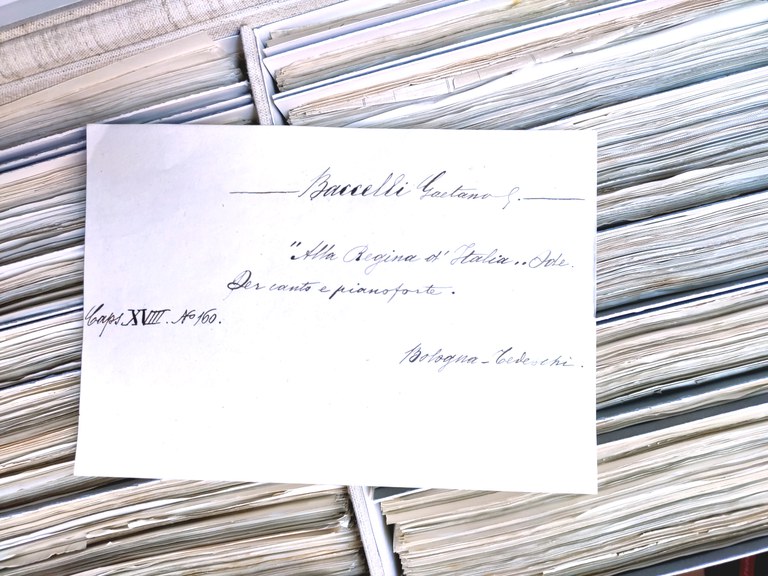 Baccelli Gaetano G.
"Alla Regina d'Italia„ Ode.
Per canto e pianoforte.
Caps XVIII. No 160.
Bologna - Tedeschi.